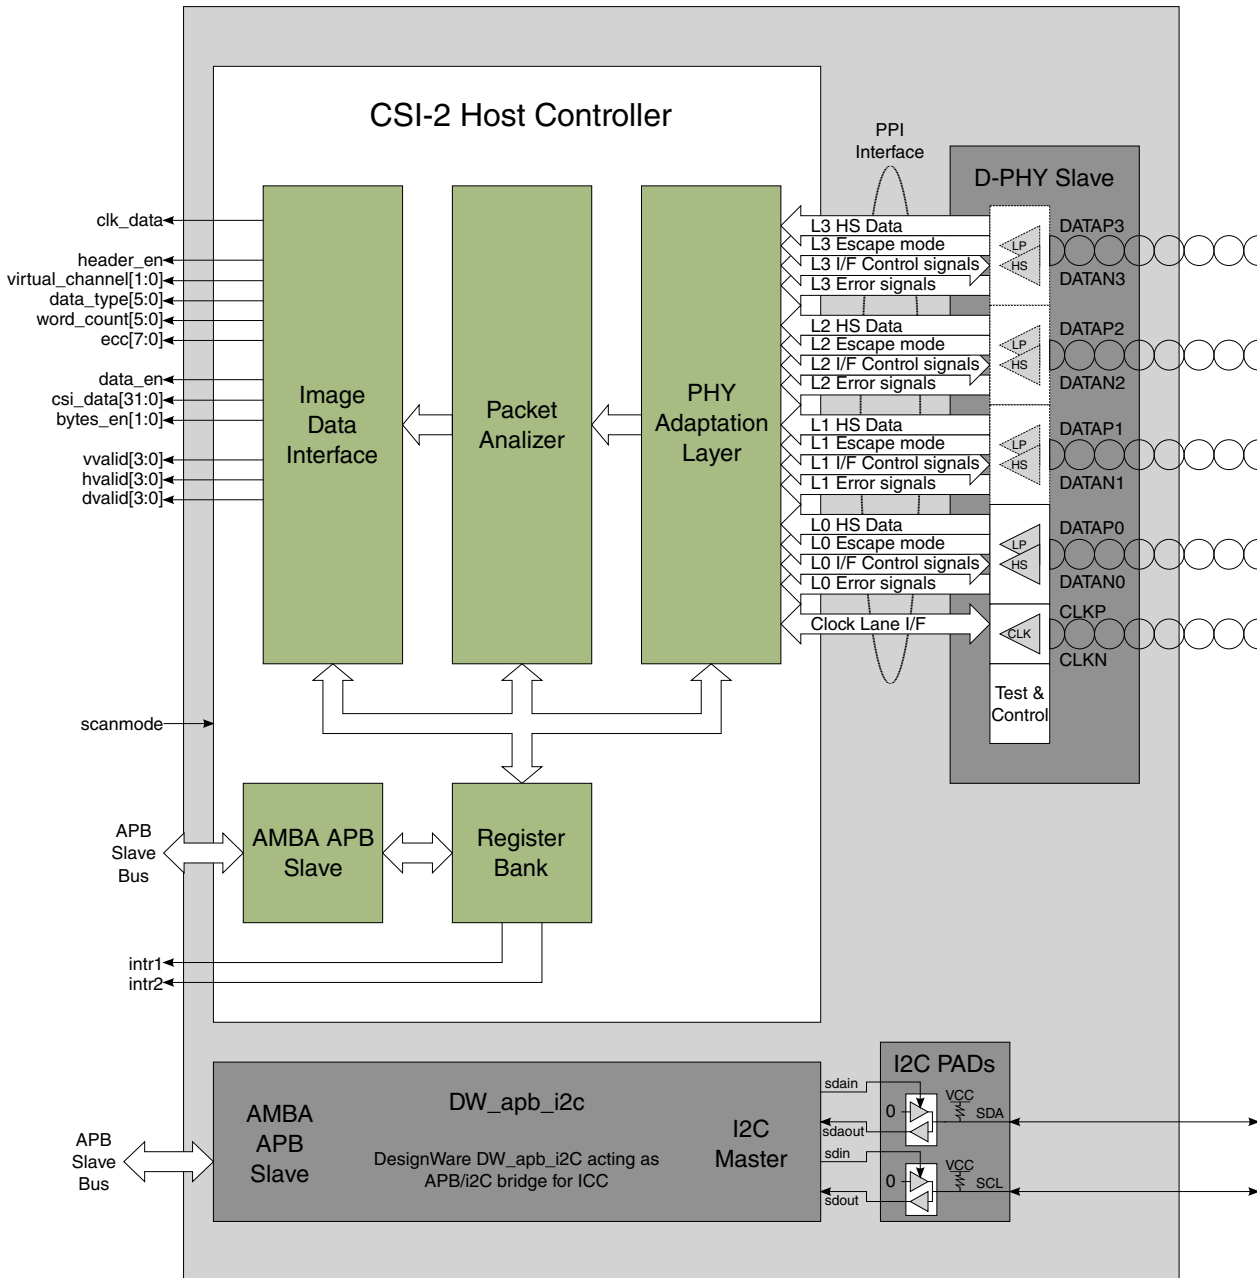 CSI-2 Host Controller
PPI
Interface
D-PHY Slave
clk_data
header_en
virtual_channel[1:0]
data_type[5:0]
word_count[5:0]
ecc[7:0]
data_en
csi_data[31:0]
bytes_en[1:0]
vvalid[3:0]
hvalid[3:0]
dvalid[3:0]
Image
Data
Interface
Packet
Analizer
PHY
Adaptation
Layer
L3 HS Data
L3 Escape mode
L3 I/F Control signals
L3 Error signals
L2 HS Data
L2 Escape mode
L2 I/F Control signals
L2 Error signals
L1 HS Data
L1 Escape mode
L1 I/F Control signals
L1 Error signals
L0 HS Data
L0 Escape mode
L0 I/F Control signals
L0 Error signals
Clock Lane I/F
LP
HS
LP
HS
LP
HS
LP
HS
CLK
Test &
Control
DATAP3
DATAN3
DATAP2
DATAN2
DATAP1
DATAN1
DATAP0
DATAN0
CLKP
CLKN
scanmode
APB
Slave
Bus
AMBA APB
Slave
Register
Bank
intr1
intr2
APB
Slave
Bus
AMBA
APB
Slave
DW_apb_i2c
DesignWare DW_apb_i2C acting as
APB/i2C bridge for ICC
I2C
Master
sdain
sdaout
sdin
sdout
I2C PADs
0
VCC
SDA
0
VCC
SCL